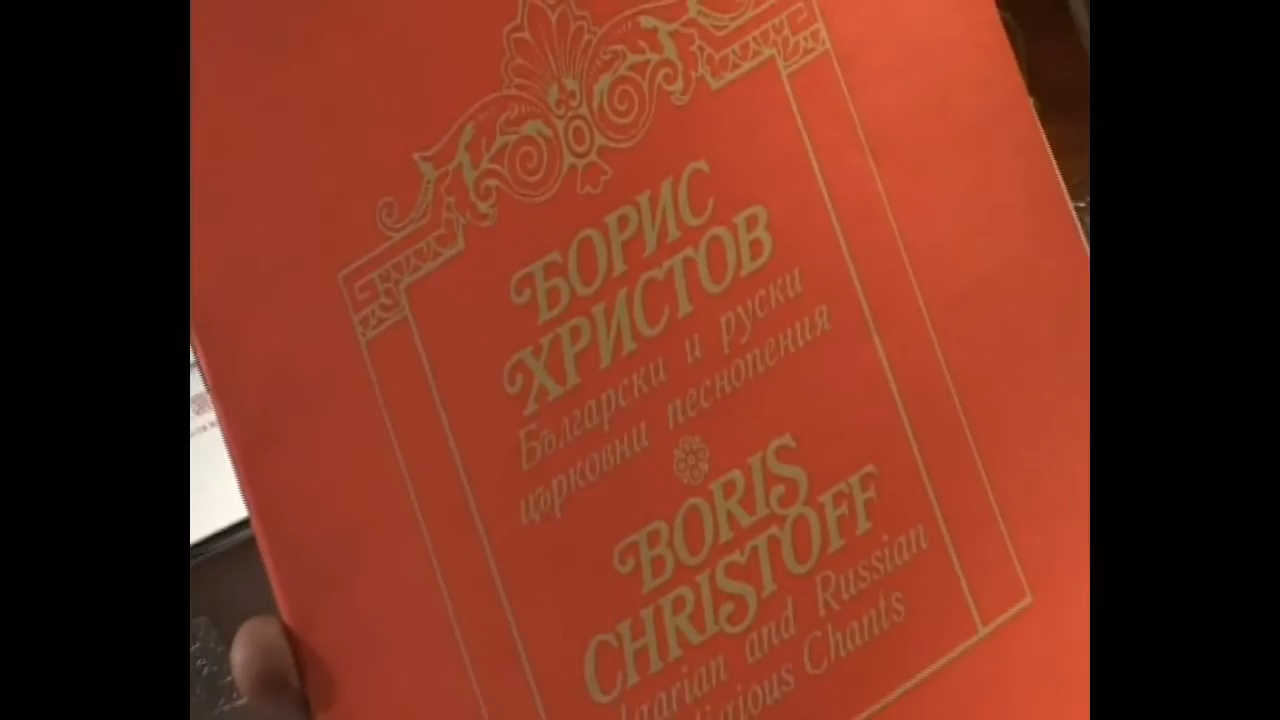 БОРИС
ХРИСТОВ
Български и руски
църковни песнопения
BORIS
CHRISTOFF
and Russian
Chants